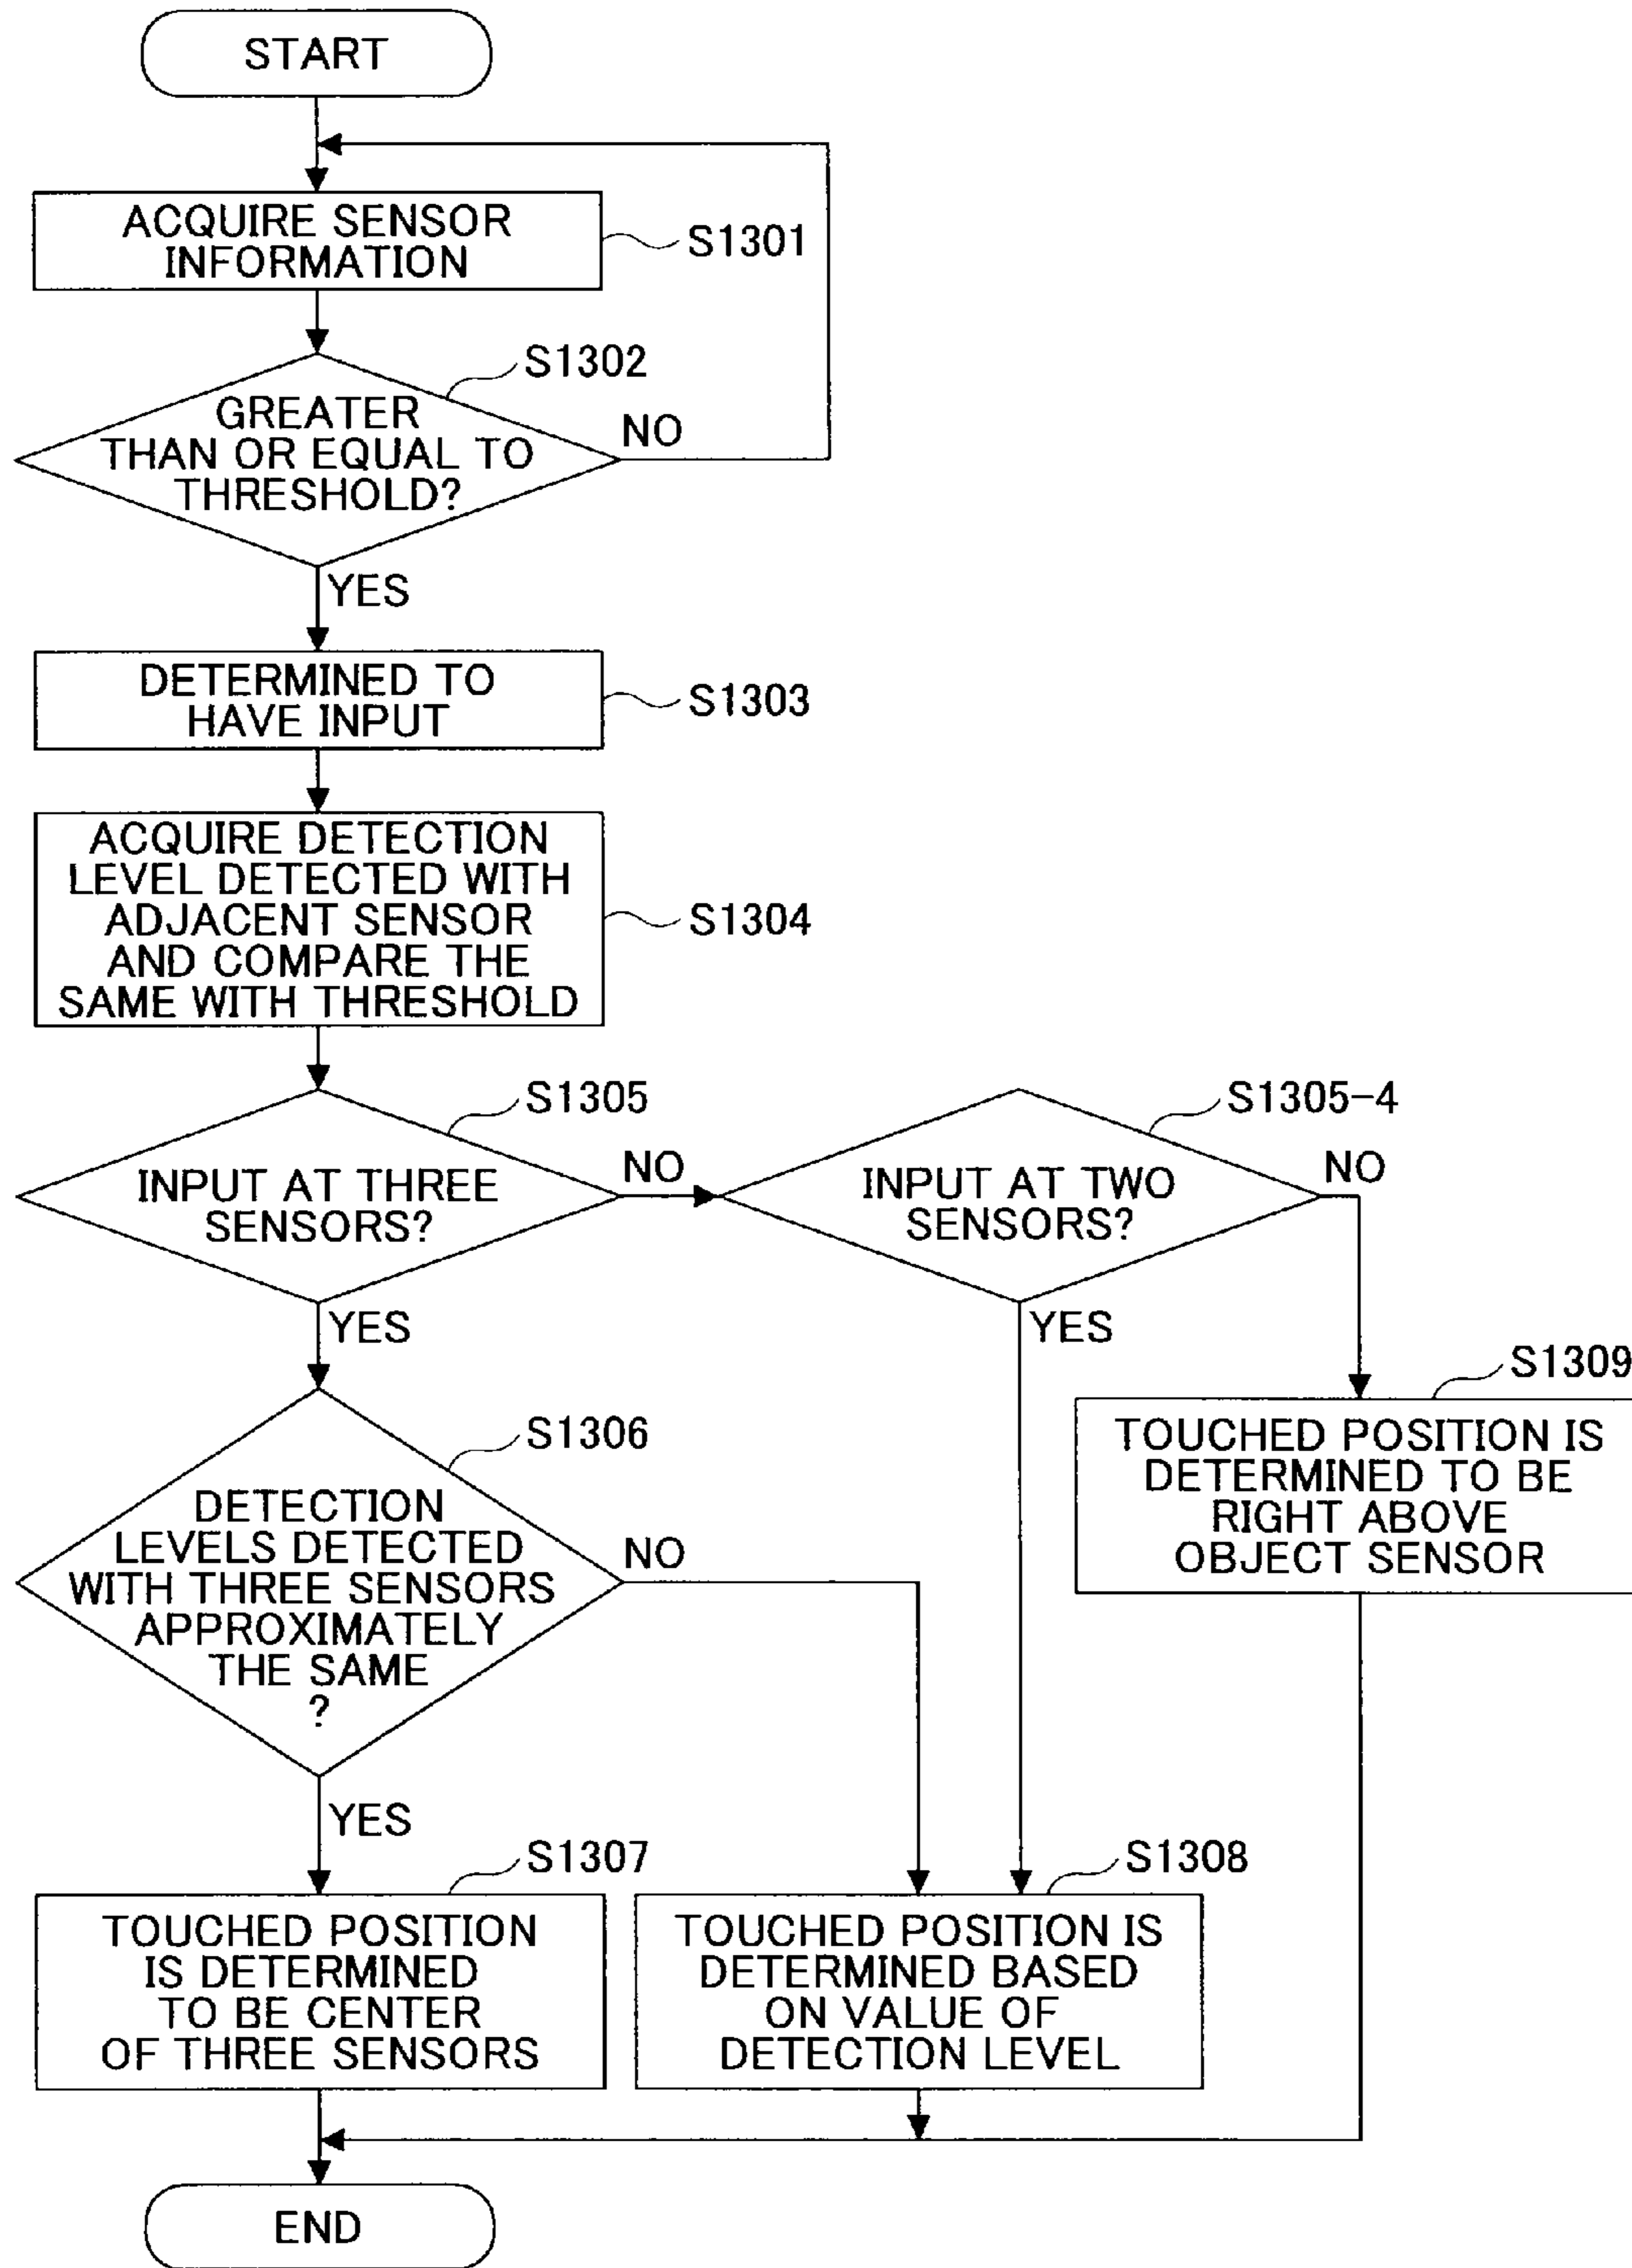 START
ACQUIRE SENSOR
INFORMATION
S1301
S1302
GREATER
THAN OR EQUAL TO
THRESHOLD?
NO
YES
DETERMINED TO
HAVE INPUT
S1303
ACQUIRE DETECTION
LEVEL DETECTED WITH
ADJACENT SENSOR
AND COMPARE THE
SAME WITH THRESHOLD
S1304
S1305
INPUT AT THREE
SENSORS?
NO
YES
S1305-4
INPUT AT TWO
SENSORS?
NO
YES
S1309
TOUCHED POSITION IS
DETERMINED TO BE
RIGHT ABOVE
OBJECT SENSOR
S1306
DETECTION
LEVELS DETECTED
WITH THREE SENSORS
APPROXIMATELY
THE SAME
?
NO
YES
S1307
TOUCHED POSITION
IS DETERMINED
TO BE CENTER
OF THREE SENSORS
S1308
TOUCHED POSITION IS
DETERMINED BASED
ON VALUE OF
DETECTION LEVEL
END